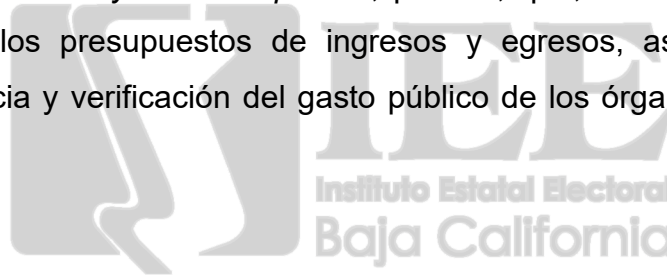 los presupuestos de ingresos y egresos, as
cia y verificación del gasto público de los órga
IEE
Instituto Estatal Electoral
Baja California